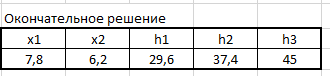 Окончательное решение
x1 x2 h1 h2 h3
7,8 6,2 29,6 37,4 45